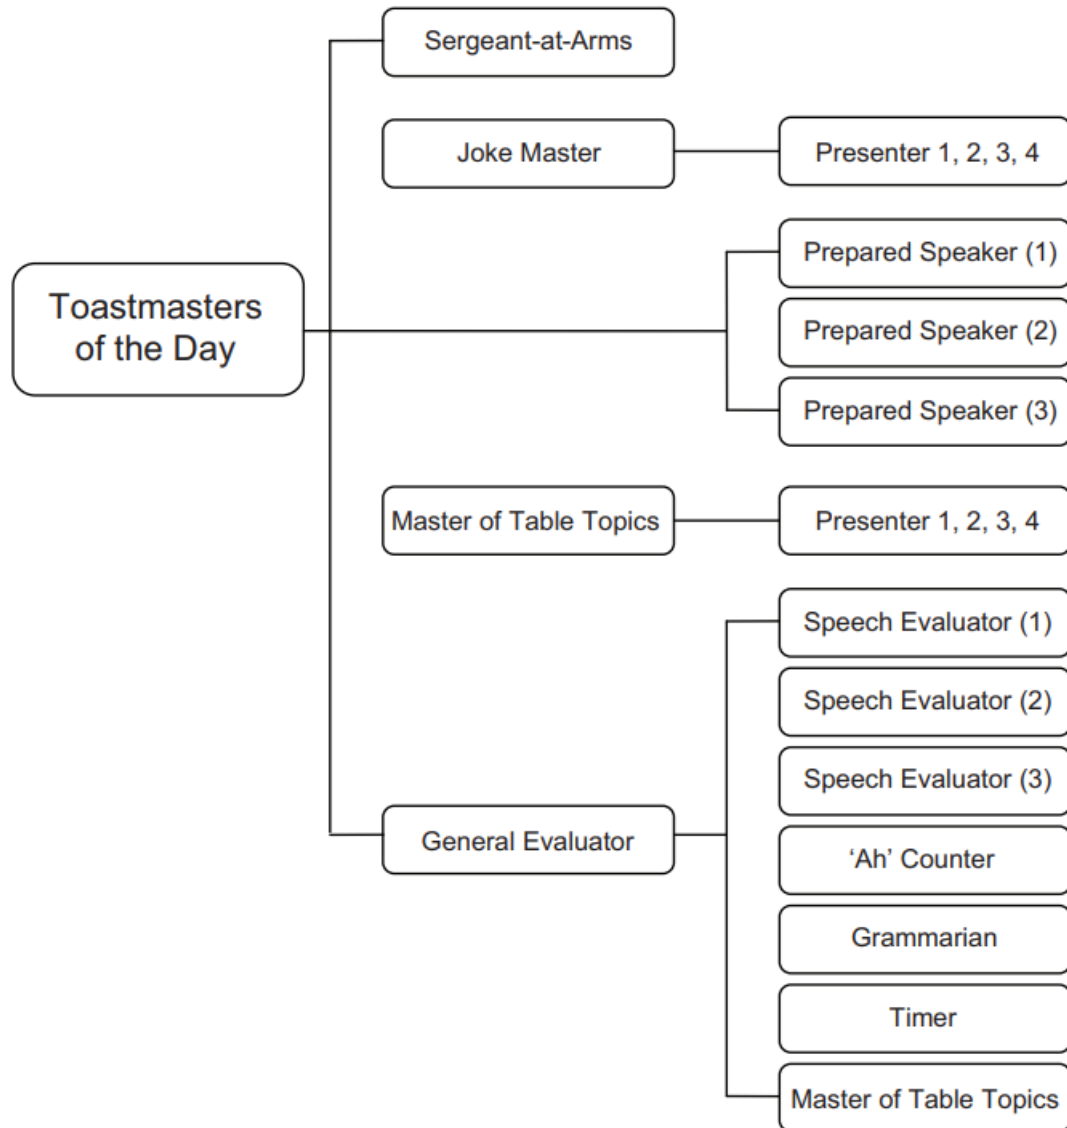 Sergeant-at-Arms
Joke Master
Presenter 1, 2, 3, 4
Prepared Speaker (1)
Toastmasters
of the Day
Prepared Speaker (2)
Prepared Speaker (3)
Master of Table Topics
Presenter 1, 2, 3, 4
Speech Evaluator (1)
Speech Evaluator (2)
Speech Evaluator (3)
General Evaluator
‘Ah’ Counter
Grammarian
Timer
Master of Table Topics